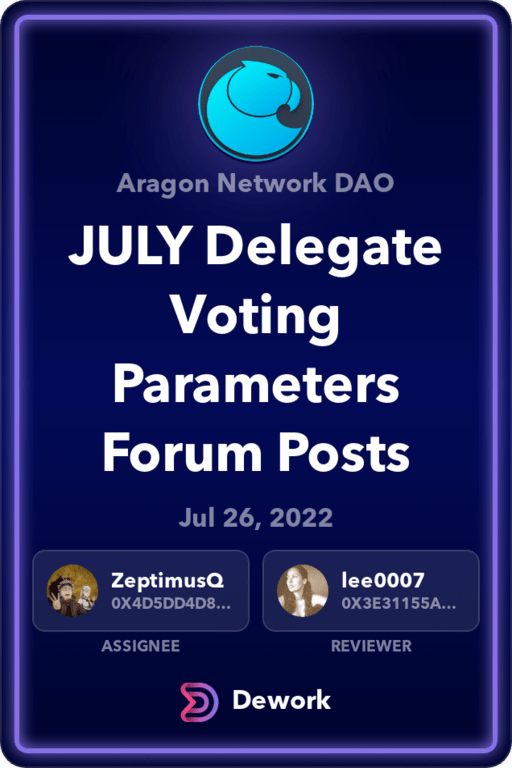 Aragon Network DAO
JULY Delegate
Voting
Parameters
Forum Posts
Jul 26, 2022
ZeptimusQ
0X4D5DD4D8...
lee0007
0X3E31155A...
ASSIGNEE
REVIEWER
Dework